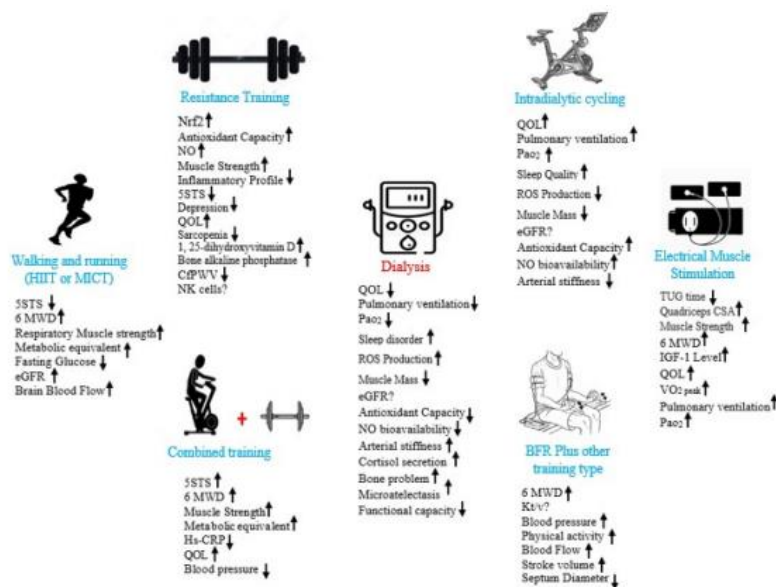 Resistance Training
Nrf2↑
Antioxidant Capacity↑
NO↑
Muscle Strength↑
Inflammatory Profile↓
5STS↓
Depression↓
QOL↑
Sarcopenia↓
1, 25-dihydroxyvitamin D↑
Bone alkaline phosphatase↑
CfPWV↓
NK cells?
Walking and running
(HIIT or MICT)
5STS↓
6 MWD↑
Respiratory Muscle strength↑
Metabolic equivalent↑
Fasting Glucose↓
eGFR↑
Brain Blood Flow↑
+
Combined training
5STS↑
6 MWD↑
Muscle Strength↑
Metabolic equivalent↑
Hs-CRP↓
QOL↑
Blood pressure↓
Dialysis
QOL↓
Pulmonary ventilation↓
Pao2↓
Sleep disorder↑
ROS Production↑
Muscle Mass↓
eGFR?
Antioxidant Capacity↓
NO bioavailability↓
Arterial stiffness↑
Cortisol secretion↑
Bone problem↑
Microatelectasis↑
Functional capacity↓
Intradialytic cycling
QOL↑
Pulmonary ventilation↑
Pao2↑
Sleep Quality↑
ROS Production↓
Muscle Mass↓
eGFR?
Antioxidant Capacity↑
NO bioavailability↑
Arterial stiffness↓
BFR Plus other
training type
6 MWD↑
Kt/v?
Blood pressure↑
Physical activity↑
Blood Flow↑
Stroke volume↑
Septum Diameter↓
Electrical Muscle
Stimulation
TUG time↓
Quadriceps CSA↑
Muscle Strength↑
6 MWD↑
IGF-1 Level↑
QOL↑
VO2 peak↑
Pulmonary ventilation↑
Pao2↑